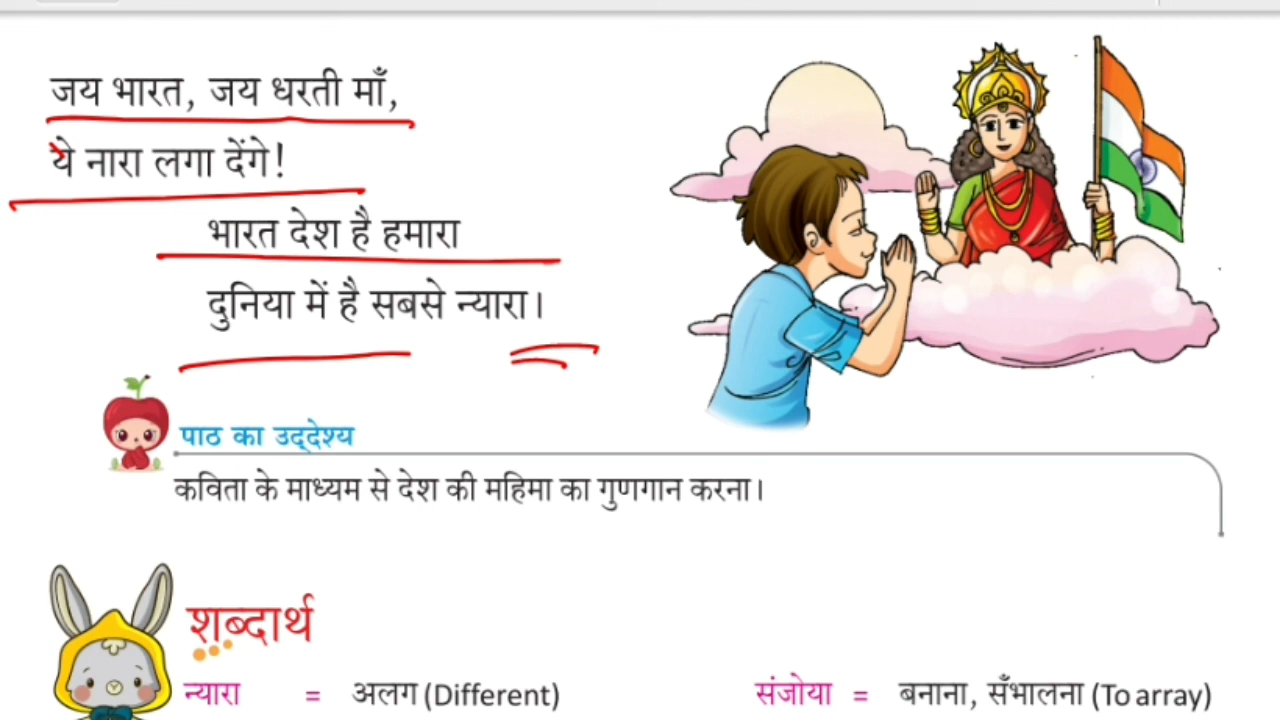 जय भारत, जय धरती माँ,
ये नारा लगा देंगे!
भारत देश है हमारा
दुनिया में है सबसे न्यारा।
पाठ का उद्देश्य
कविता के माध्यम से देश की महिमा का गुणगान करना।
शब्दार्थ
न्यारा = अलग (Different) संजोया = बनाना, सँभालना (To array)